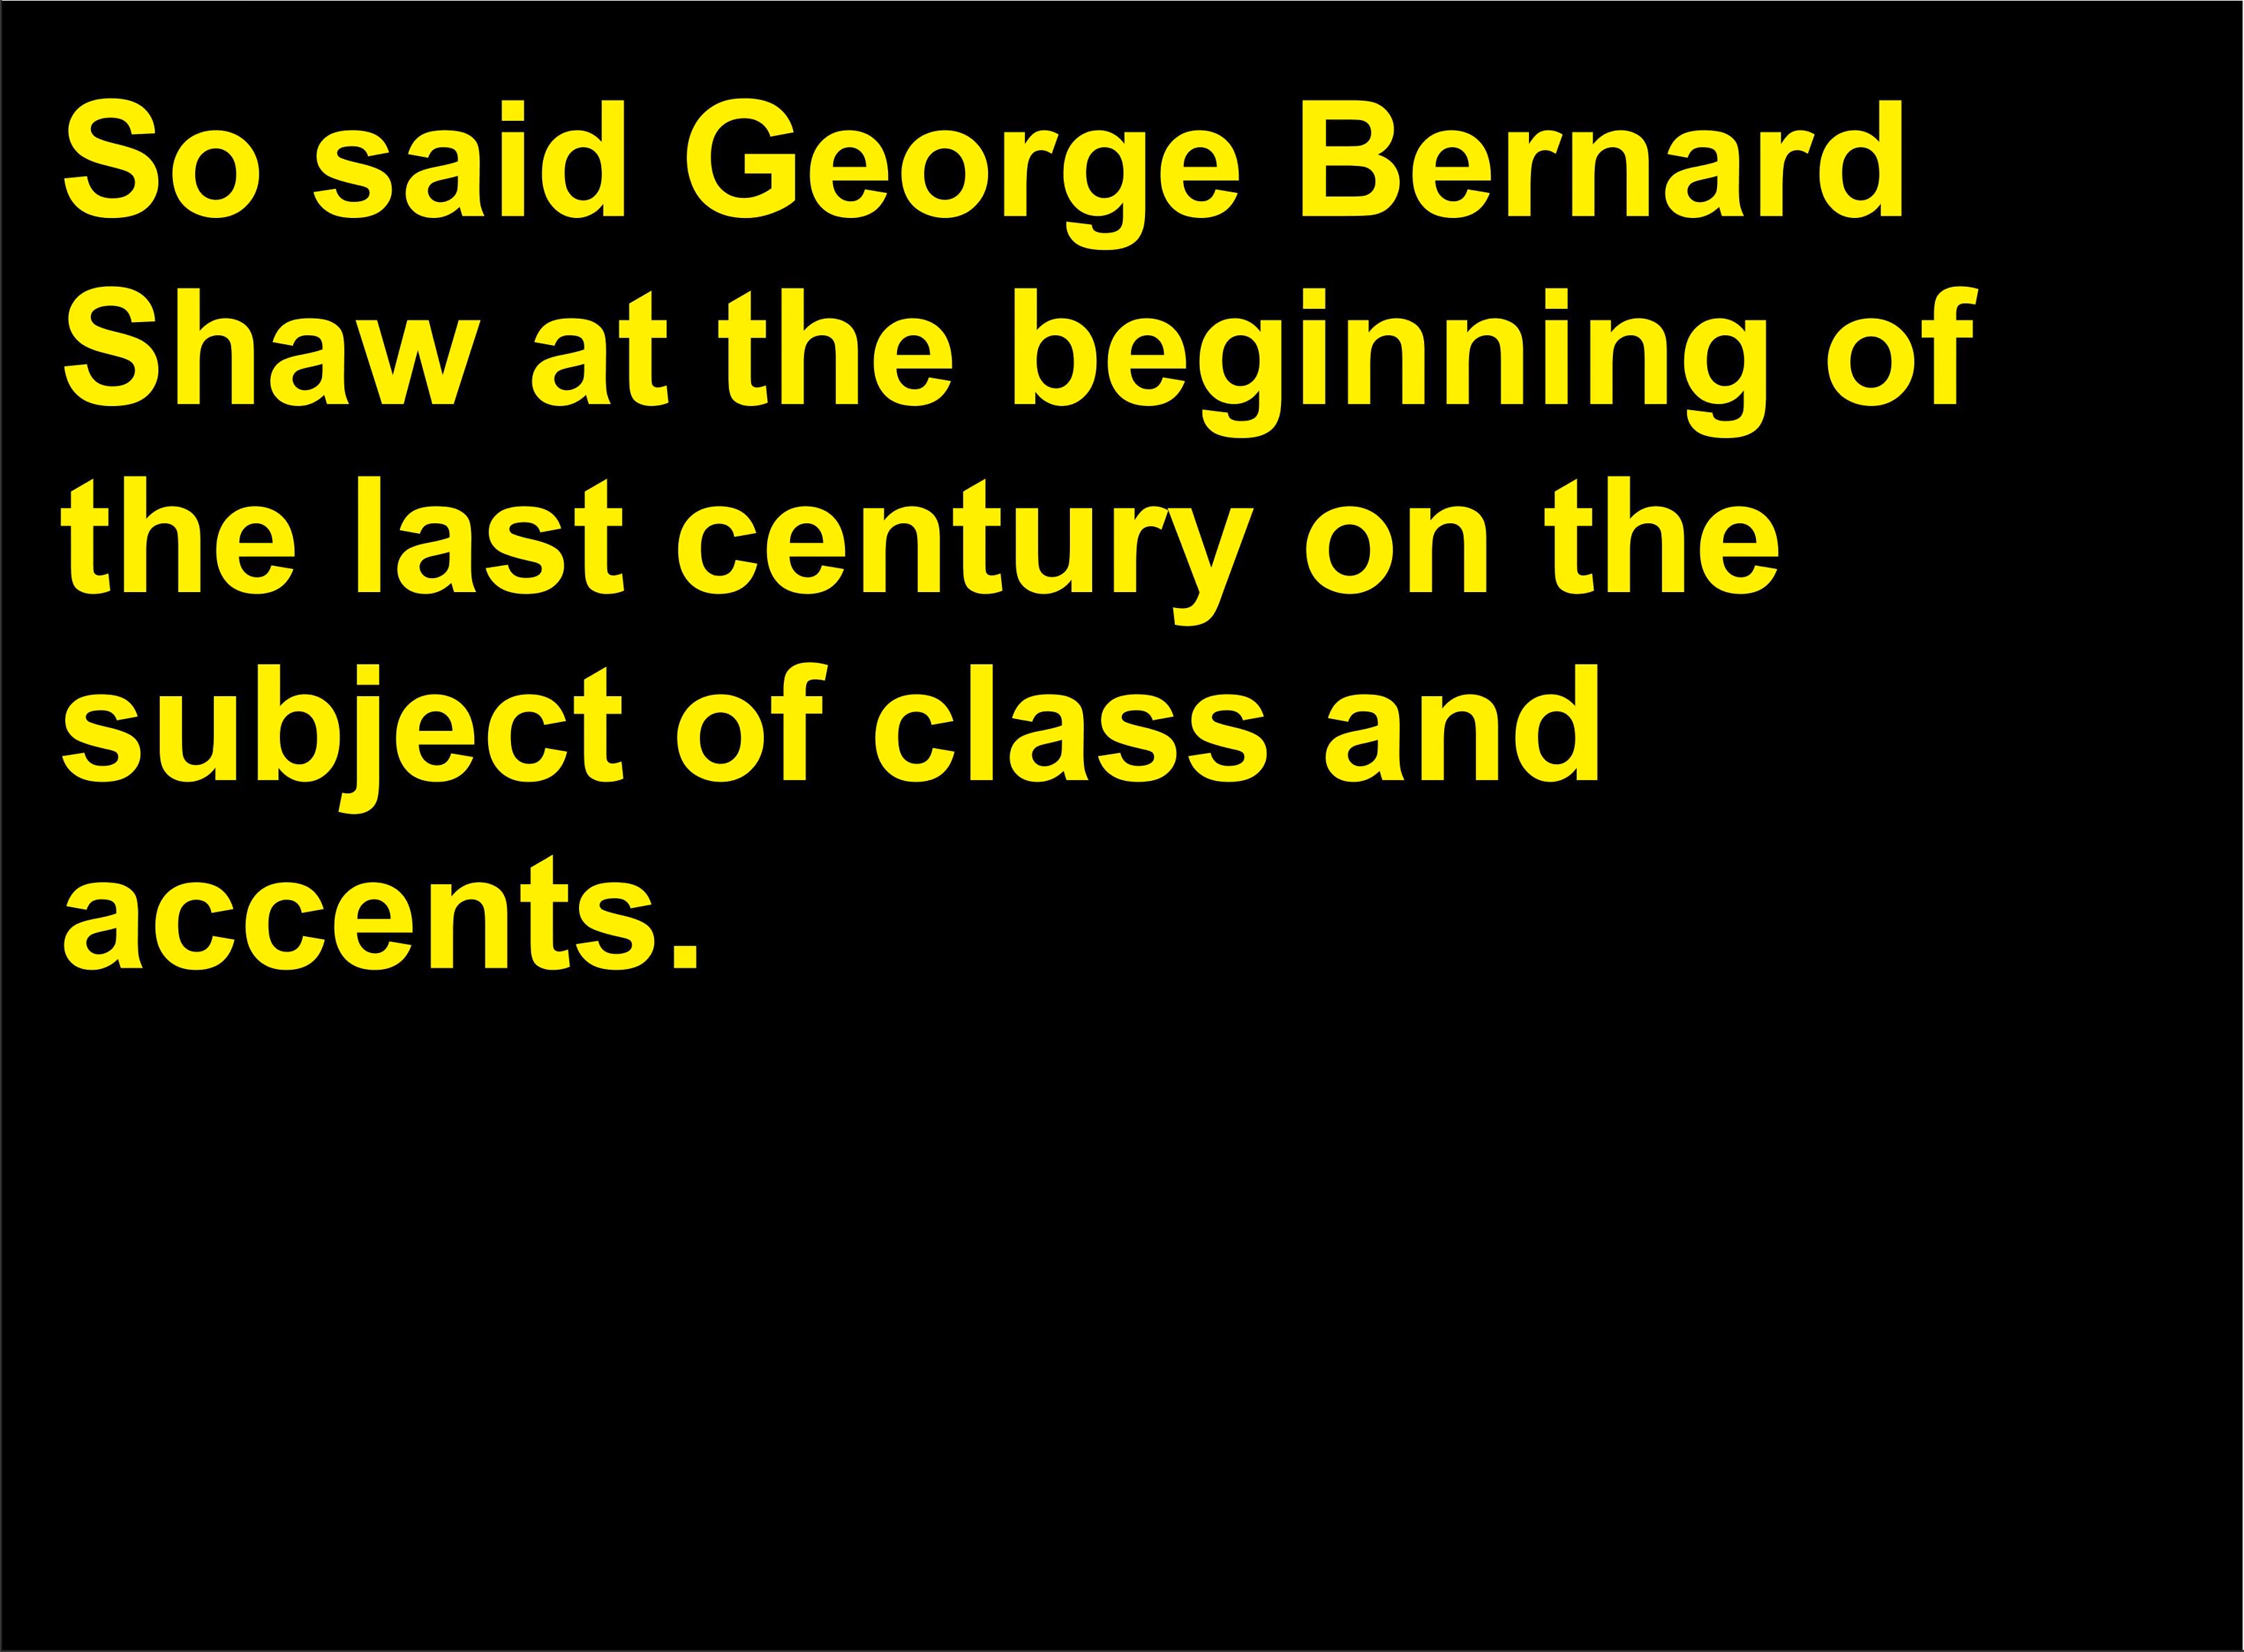 So said George Bernard
Shaw at the beginning of
the last century on the
subject of class and
accents.